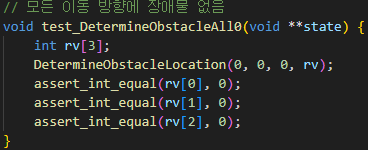 // 모든 이동 방향에 장애물 없음
void test_DetermineObstacleAll0(void **state) {
    int rv[3];
    DetermineObstacleLocation(0, 0, 0, rv);
    assert_int_equal(rv[0], 0);
    assert_int_equal(rv[1], 0);
    assert_int_equal(rv[2], 0);
}